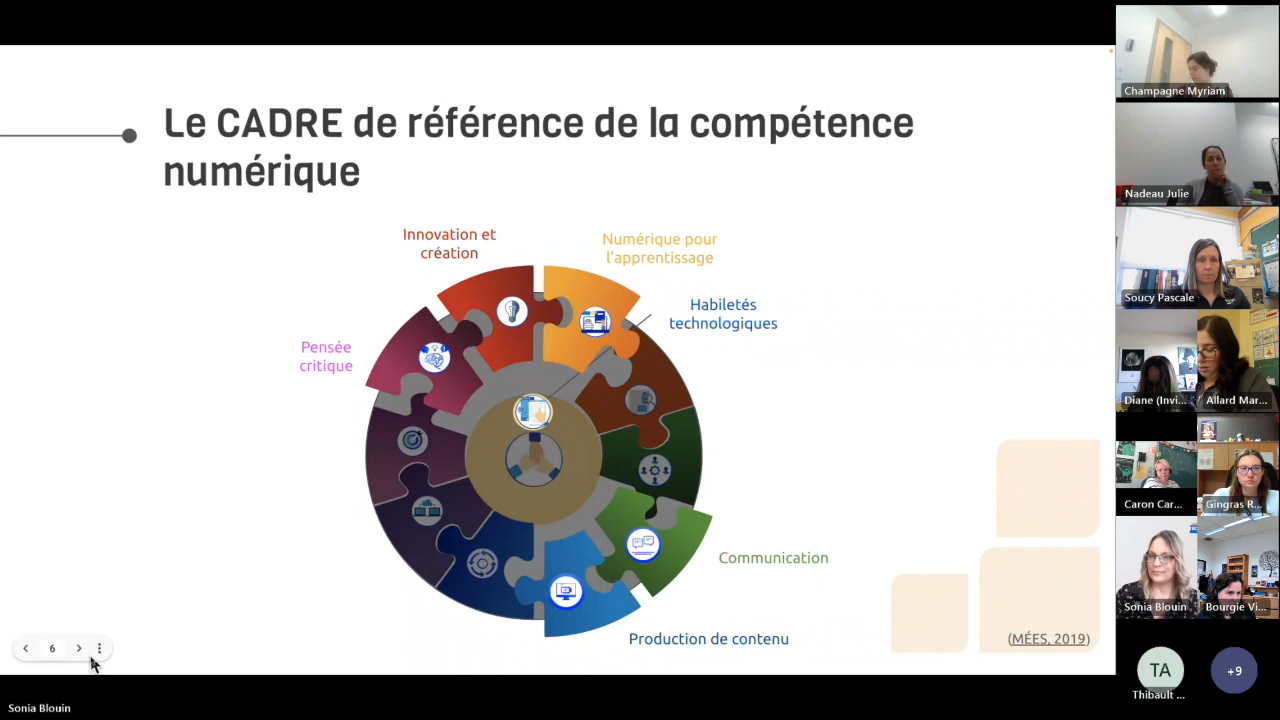 Le CADRE de référence de la compétence
numérique
Innovation et
création
Numérique pour
l'apprentissage
Habiletés
technologiques
Pensée
critique
Communication
Production de contenu
(MÉES, 2019)
6
Sonia Blouin
Champagne Myriam
Nadeau Julie
Soucy Pascale
Diane (Invi...
Allard Mar...
Caron Car...
Gingras R...
Sonia Blouin
Bourgie Vi...
TA
+9
Thibault ...